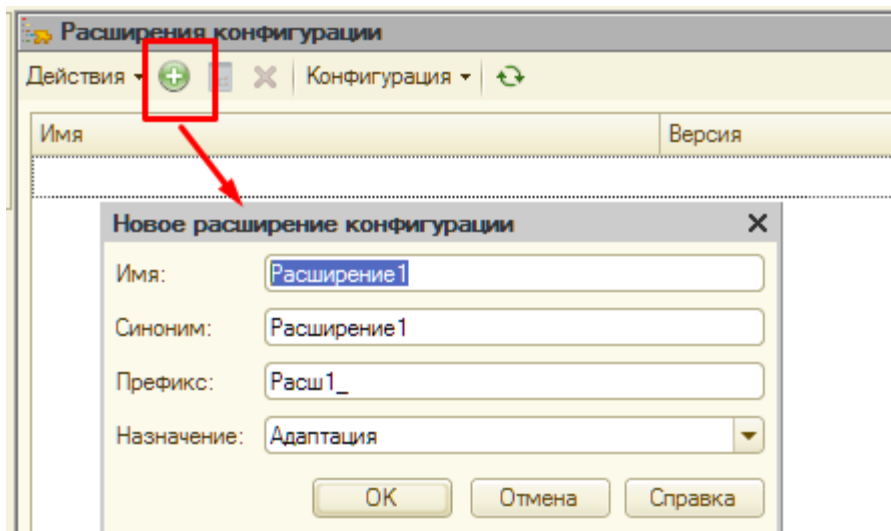 Расширения конфигурации
Действия Конфигурация
Имя Версия
Новое расширение конфигурации
Имя: Расширение1
Синоним: Расширение1
Префикс: Расш1_
Назначение: Адаптация
OK Отмена Справка